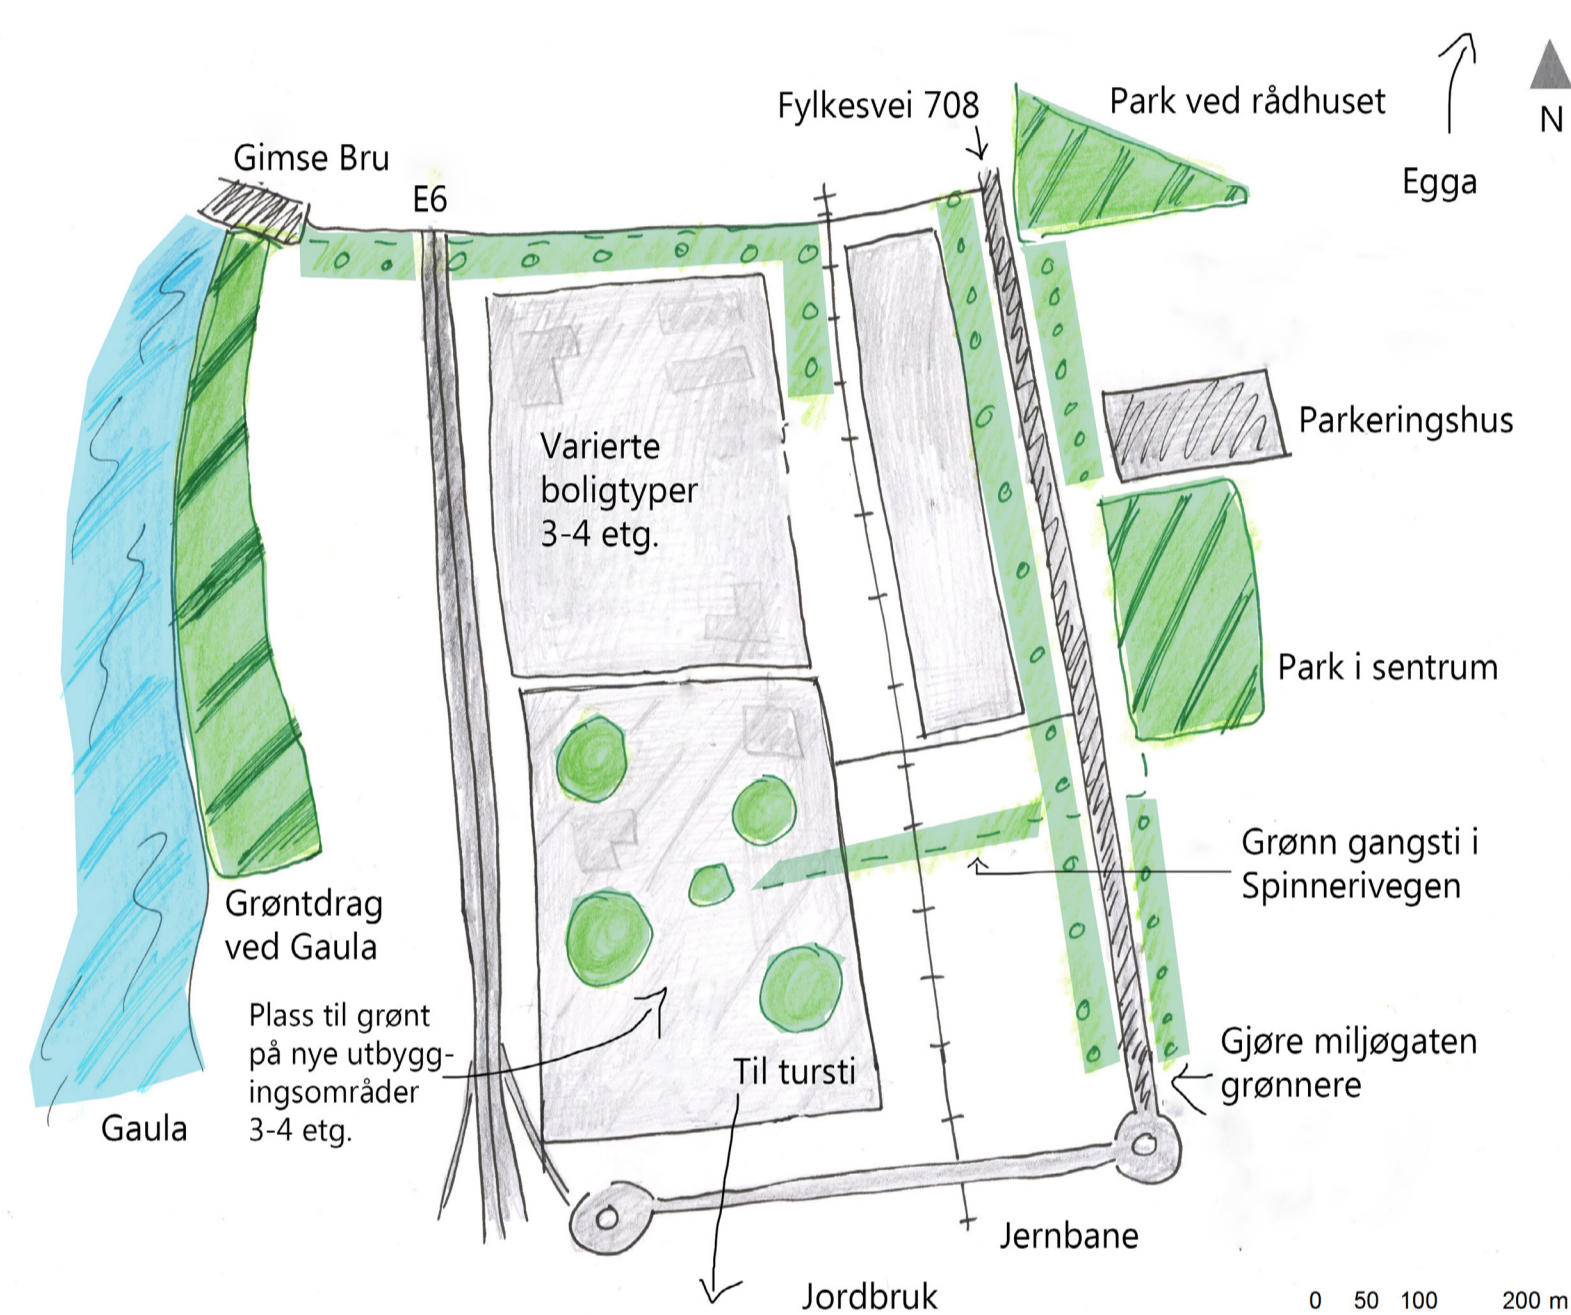 Fylkesvei 708
Park ved rådhuset
N
Gimse Bru
Egga
E6
Parkeringshus
Varierte
boligtyper
3-4 etg.
Park i sentrum
Grønn gangsti i
Spinnerivegen
Grøntdrag
ved Gaula
Plass til grønt
på nye utbygg-
ingsområder
3-4 etg.
Til tursti
Gjøre miljøgaten
grønnere
Gaula
Jernbane
Jordbruk
0 50 100 200 m